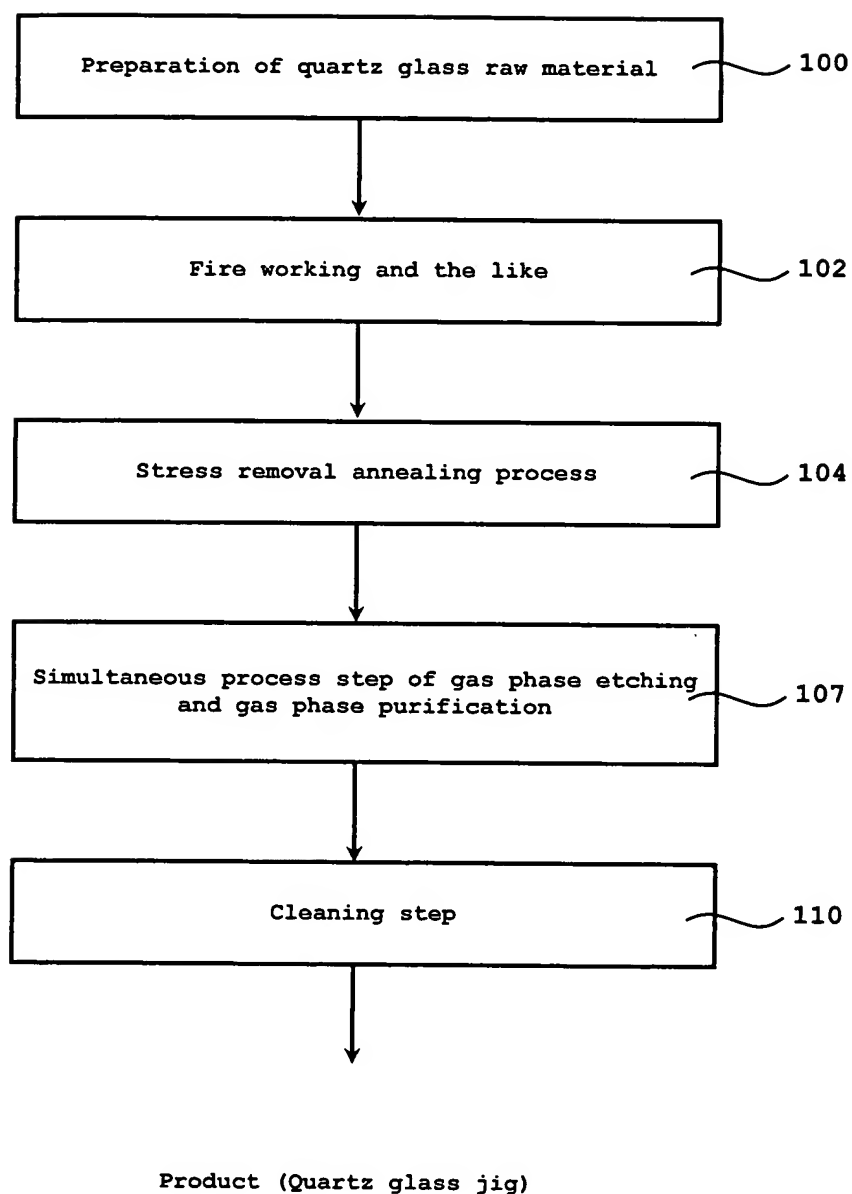 Preparation of quartz glass raw material 100
Fire working and the like 102
Stress removal annealing process 104
Simultaneous process step of gas phase etching
and gas phase purification 107
Cleaning step 110
Product (Quartz glass jig)